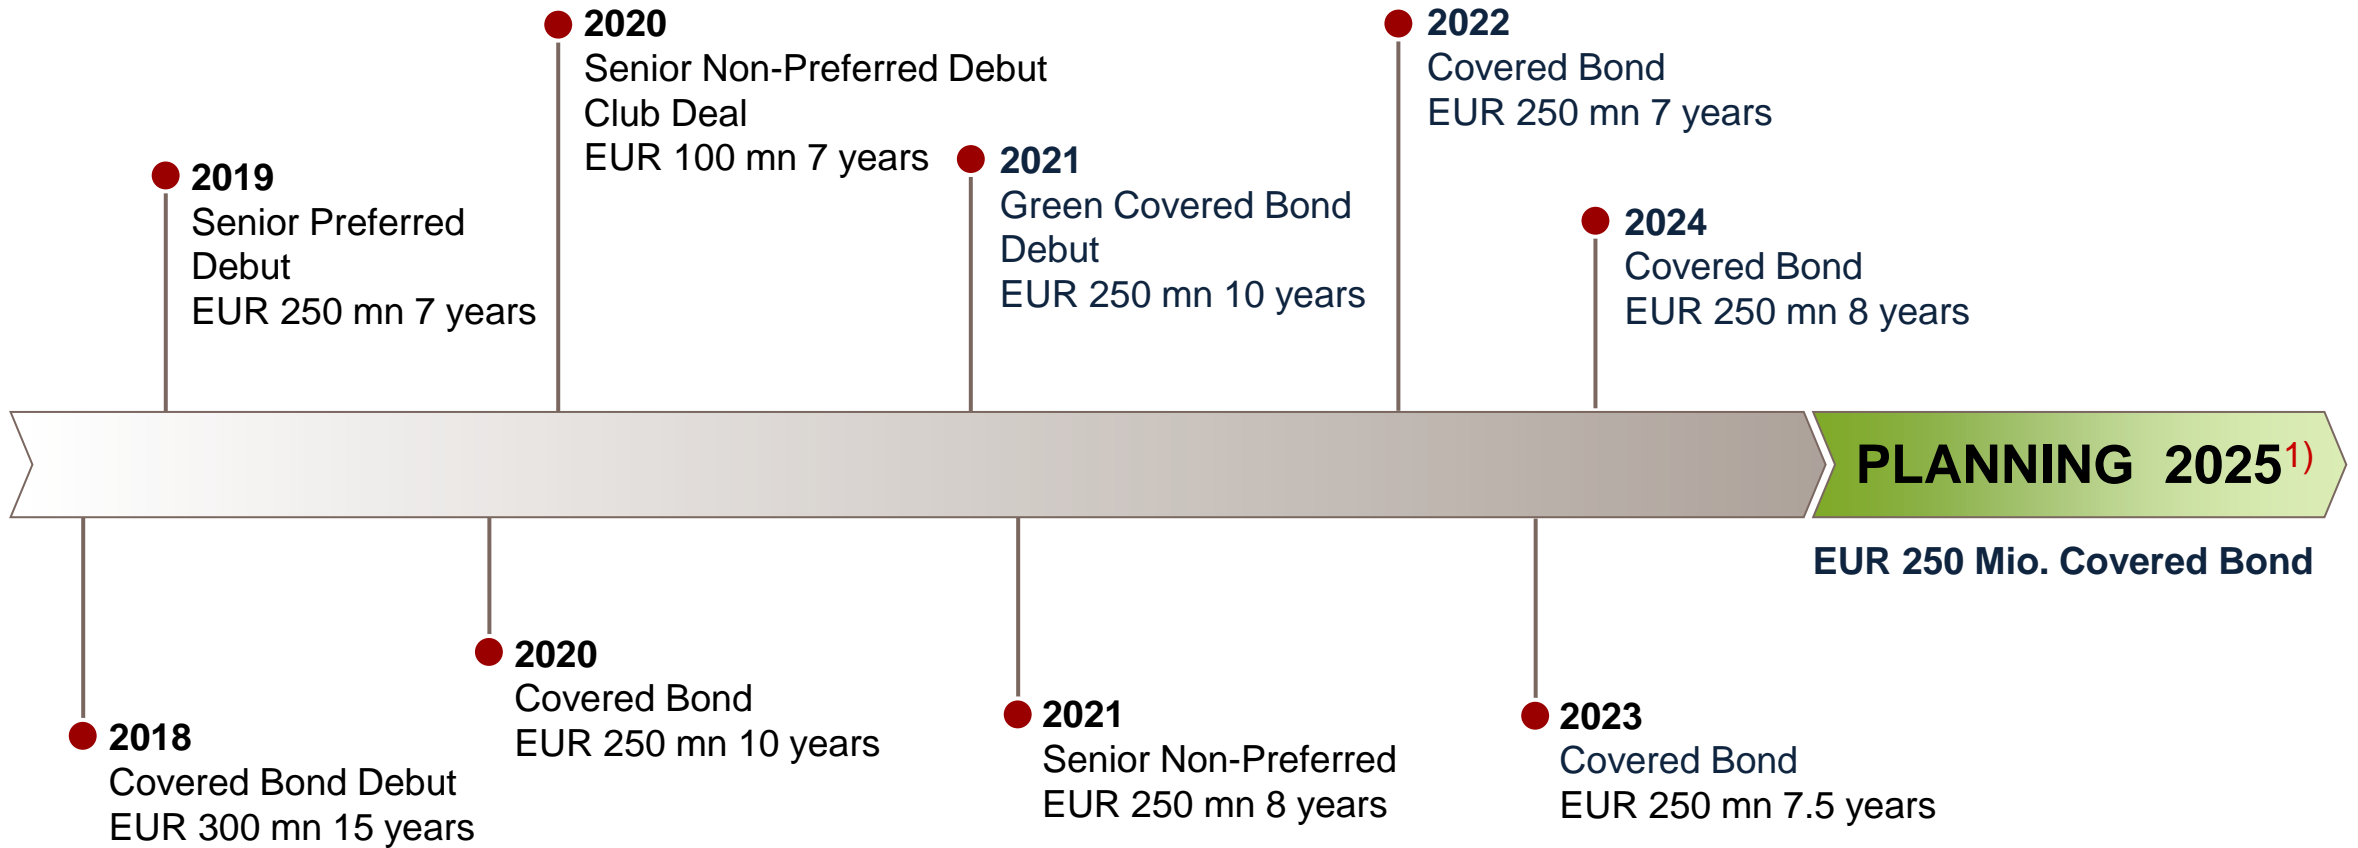 2020
Senior Non-Preferred Debut
Club Deal
EUR 100 mn 7 years
2022
Covered Bond
EUR 250 mn 7 years
2019
Senior Preferred
Debut
EUR 250 mn 7 years
2021
Green Covered Bond
Debut
EUR 250 mn 10 years
2024
Covered Bond
EUR 250 mn 8 years
PLANNING 2025¹⁾
EUR 250 Mio. Covered Bond
2018
Covered Bond Debut
EUR 300 mn 15 years
2020
Covered Bond
EUR 250 mn 10 years
2021
Senior Non-Preferred
EUR 250 mn 8 years
2023
Covered Bond
EUR 250 mn 7.5 years